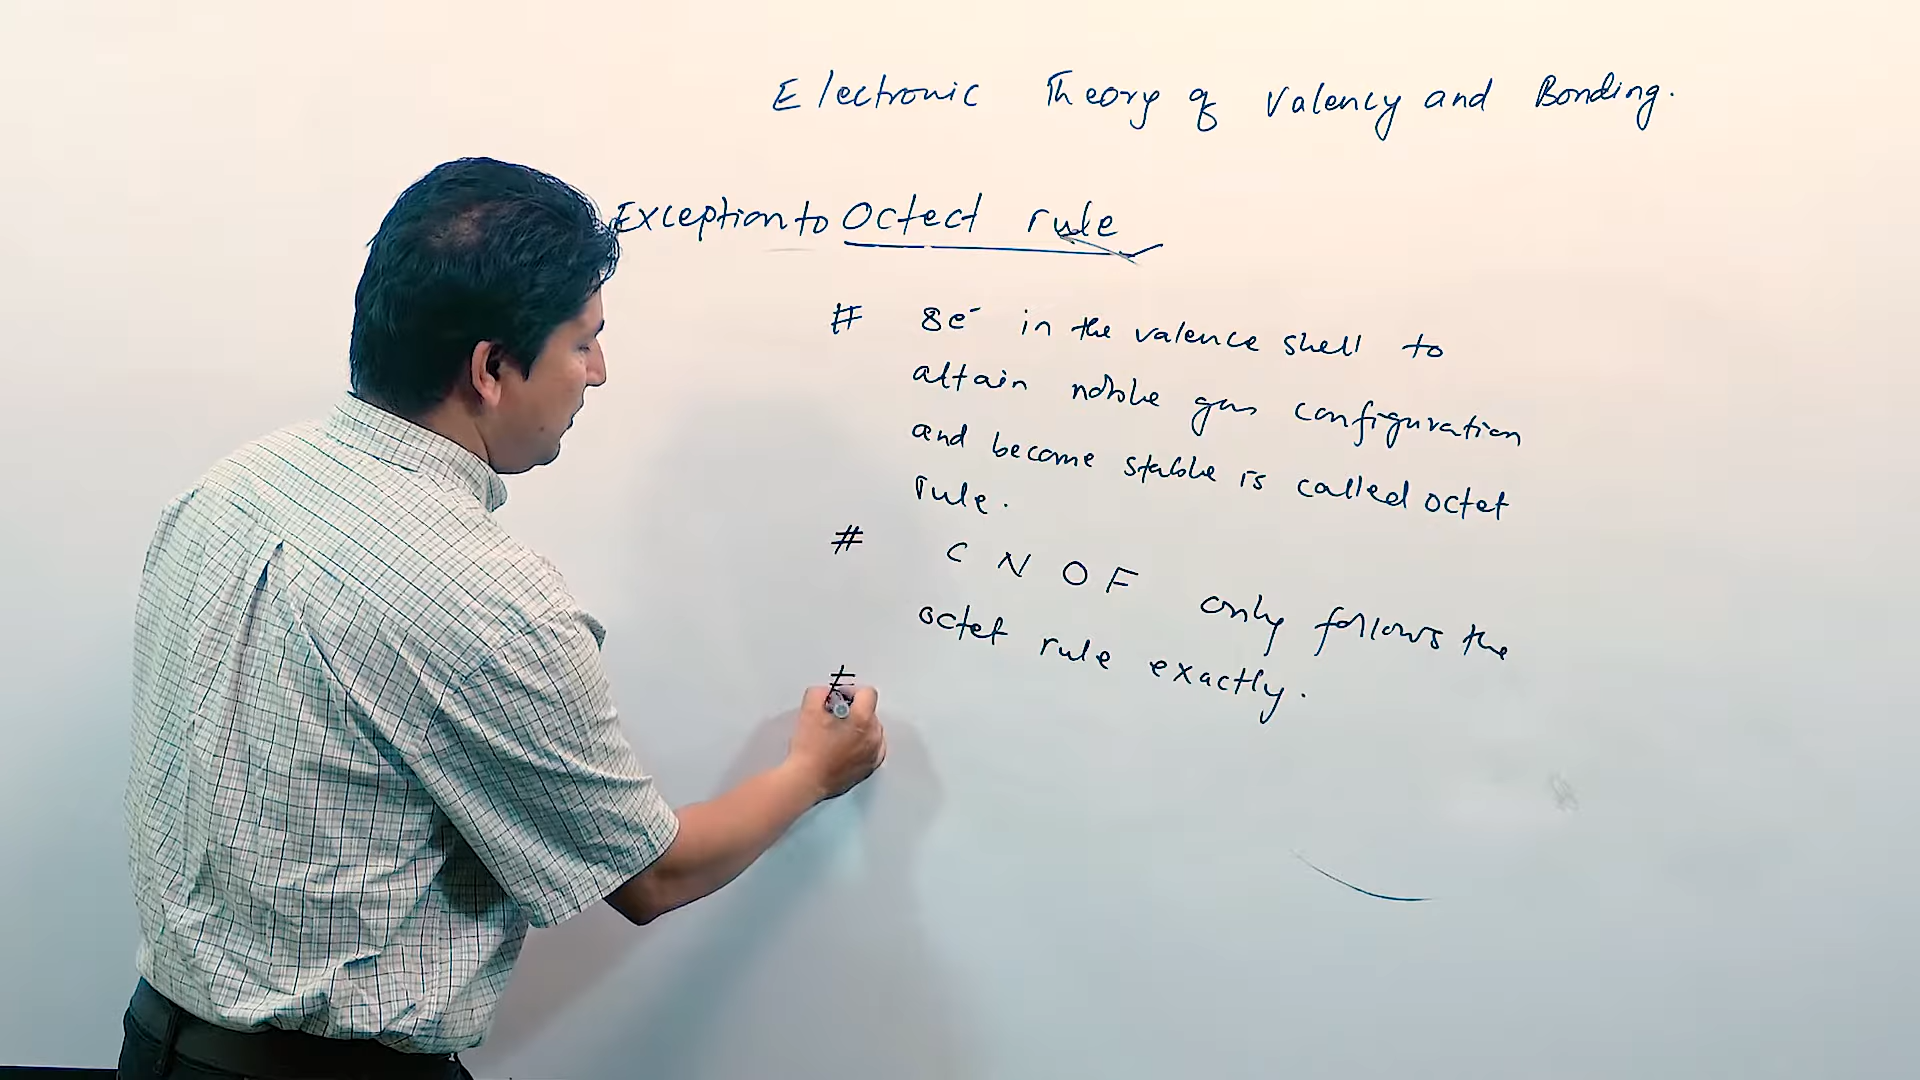 Electronic Theory of Valency and Bonding.
Exception to Octect rule
# 8e⁻ in the valence shell to
attain noble gas configuration
and become stable is called octet
rule.
# C N O F only follows the
octet rule exactly.
#